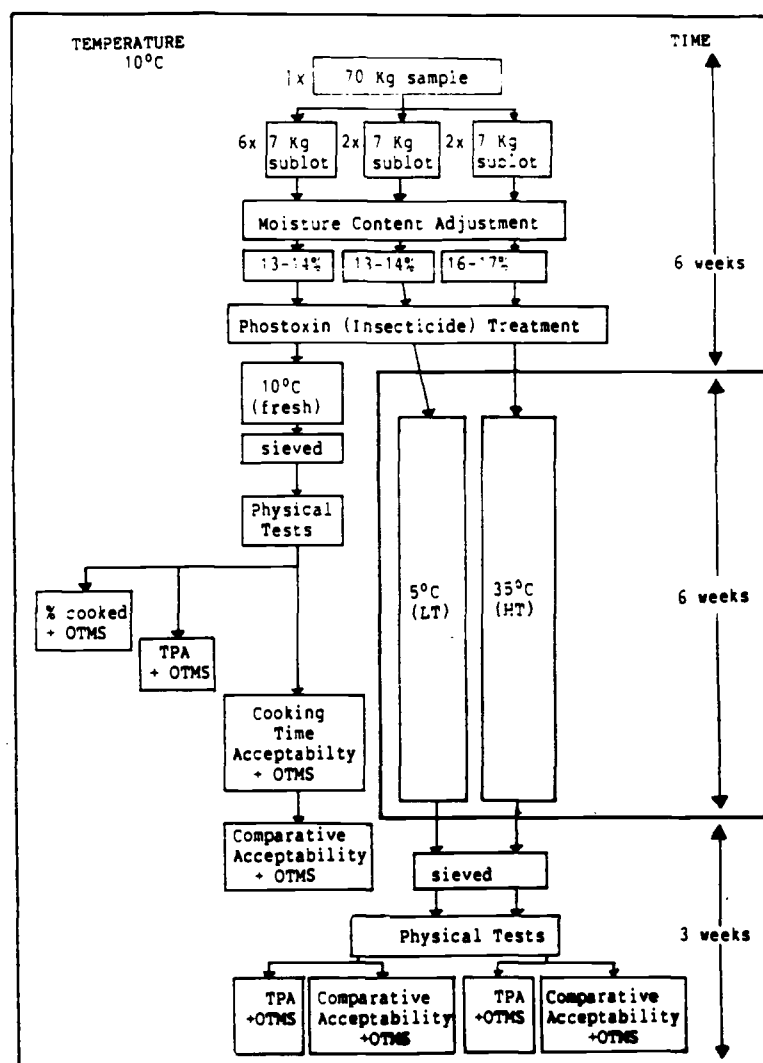 TEMPERATURE
10°C
TIME
1x 70 Kg sample
6x 7 Kg sublot
2x 7 Kg sublot
2x 7 Kg sublot
Moisture Content Adjustment
13-14%
13-14%
16-17%
6 weeks
Phostoxin (Insecticide) Treatment
10°C
(fresh)
sieved
Physical
Tests
% cooked
+ OTMS
TPA
+ OTMS
Cooking
Time
Acceptabilty
+ OTMS
Comparative
Acceptability
+ OTMS
5°C
(LT)
35°C
(HT)
6 weeks
sieved
Physical Tests
3 weeks
TPA
+OTMS
Comparative
Acceptability
+OTMS
TPA
+OTMS
Comparative
Acceptability
+OTMS